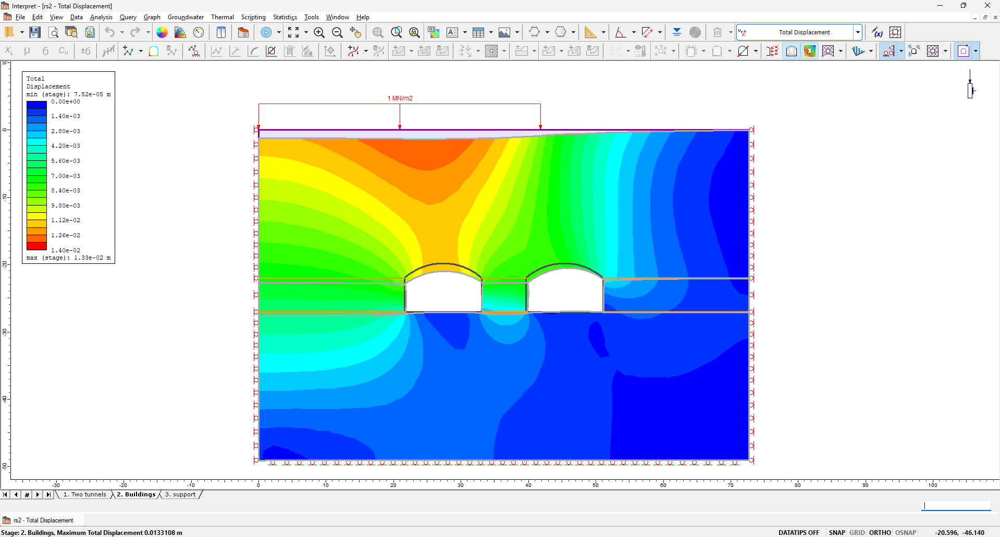 Interpret - [rs2 - Total Displacement]
File Edit View Data Analysis Query Graph Groundwater Thermal Scripting Statistics Tools Window Help
Total Displacement
Total
Displacement
min (stage): 7.52e-05 m
0.00e+00
1.40e-03
2.80e-03
4.20e-03
5.60e-03
7.00e-03
8.40e-03
9.80e-03
1.12e-02
1.26e-02
1.40e-02
max (stage): 1.33e-02 m
1 MN/m2
10
0
-10
-20
-30
-40
-50
-30 -20 -10 0 10 20 30 40 50 60 70 80 90 100
# 1. Two tunnels 2. Buildings 3. support
rs2 - Total Displacement
Stage: 2. Buildings, Maximum Total Displacement 0.0133108 m
DATATIPS OFF SNAP GRID ORTHO OSNAP -20.596, -46.140